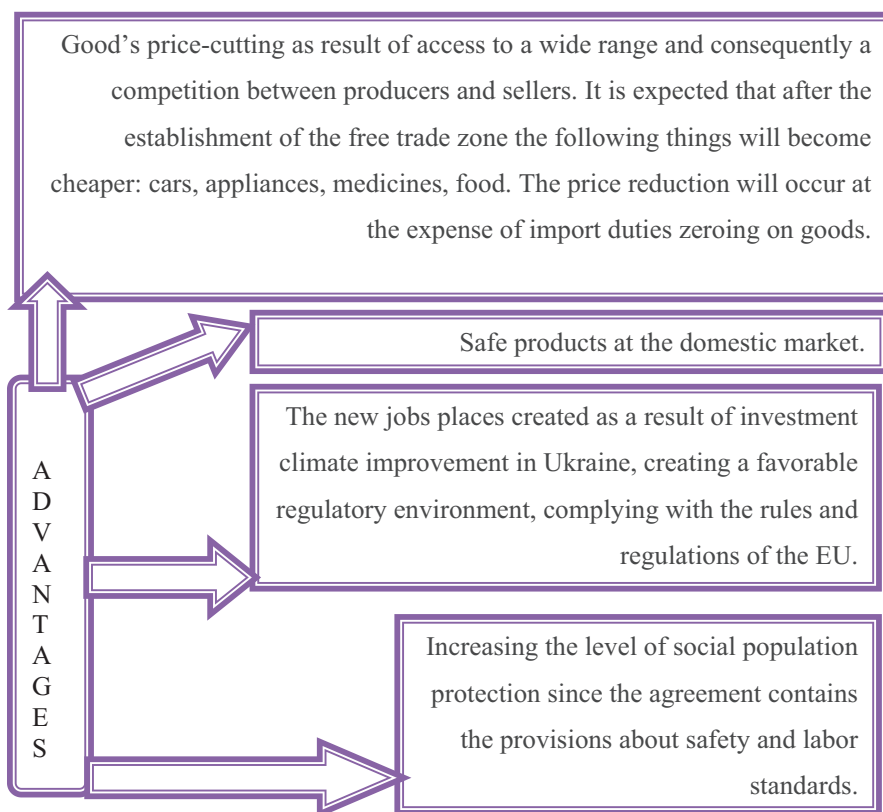 Good’s price-cutting as result of access to a wide range and consequently a
competition between producers and sellers. It is expected that after the
establishment of the free trade zone the following things will become
cheaper: cars, appliances, medicines, food. The price reduction will occur at
the expense of import duties zeroing on goods.
Safe products at the domestic market.
The new jobs places created as a result of investment
climate improvement in Ukraine, creating a favorable
regulatory environment, complying with the rules and
regulations of the EU.
Increasing the level of social population
protection since the agreement contains
the provisions about safety and labor
standards.
A
D
V
A
N
T
A
G
E
S